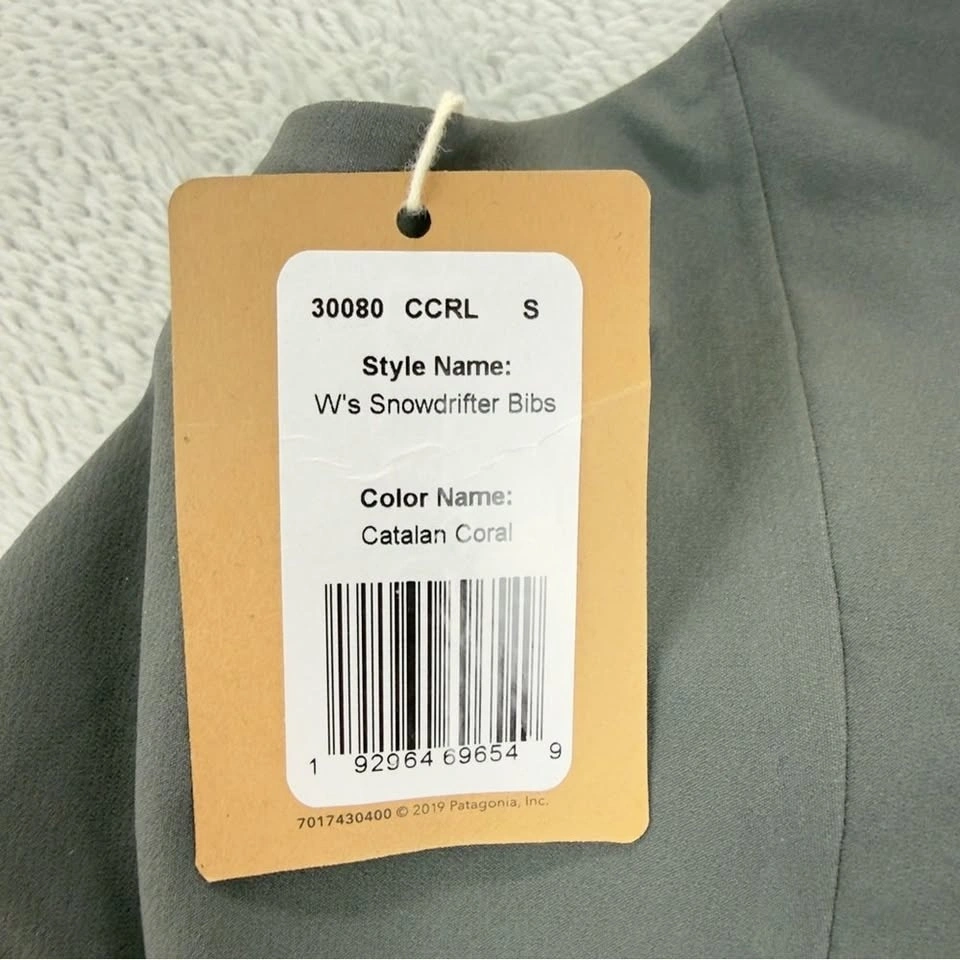 30080 CCRL S
Style Name:
W's Snowdrifter Bibs
Color Name:
Catalan Coral
1 92964 69654 9
7017430400 © 2019 Patagonia, Inc.